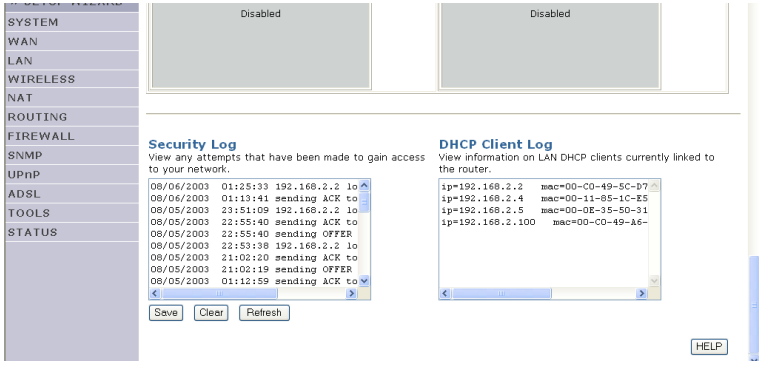 SYSTEM
WAN
LAN
WIRELESS
NAT
ROUTING
FIREWALL
SNMP
UPnP
ADSL
TOOLS
STATUS
Disabled
Disabled
Security Log
View any attempts that have been made to gain access
to your network.
08/06/2003 01:25:33 192.168.2.2 lo
08/06/2003 01:13:41 sending ACK to
08/05/2003 23:51:09 192.168.2.2 lo
08/05/2003 22:55:40 sending ACK to
08/05/2003 22:55:40 sending OFFER
08/05/2003 22:53:38 192.168.2.2 lo
08/05/2003 21:02:20 sending ACK to
08/05/2003 21:02:19 sending OFFER
08/05/2003 01:12:59 sending ACK to
Save Clear Refresh
DHCP Client Log
View information on LAN DHCP clients currently linked to
the router.
ip=192.168.2.2 mac=00-C0-49-5C-D7
ip=192.168.2.4 mac=00-11-85-1C-E5
ip=192.168.2.5 mac=00-0E-35-50-31
ip=192.168.2.100 mac=00-C0-49-A6-
HELP